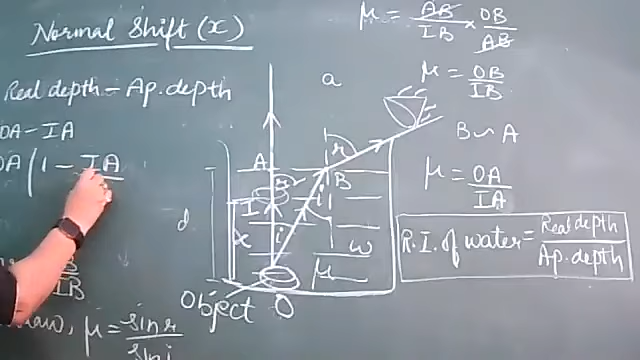 Normal Shift (x)
Real depth - Ap. depth
OA - IA
OA (1 - IA
IB
μ = sin r / sin i
a
A
B
r
r
i
i
I
x
d
w
μ
Object O
μ = AB / IB × OB / AB
μ = OB / IB
B ~ A
μ = OA / IA
R.I. of water = Real depth / Ap. depth